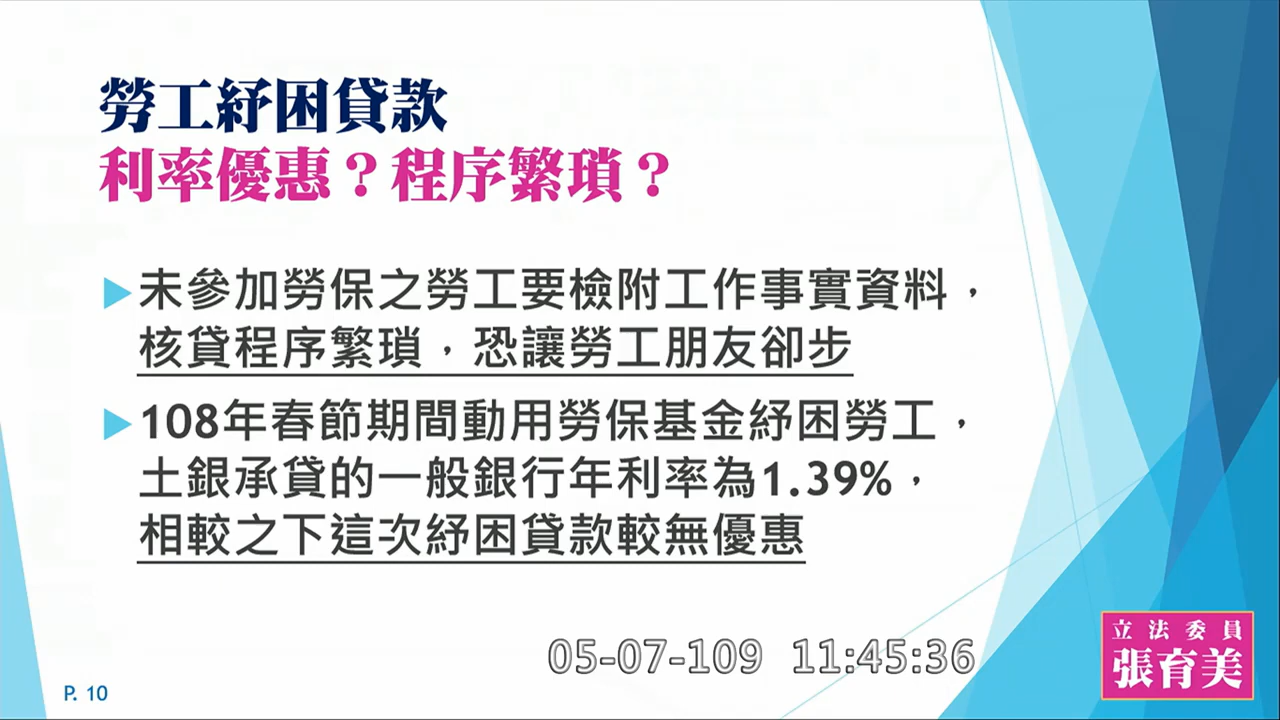 勞工紓困貸款
利率優惠？程序繁瑣？
未參加勞保之勞工要檢附工作事實資料，
核貸程序繁瑣，恐讓勞工朋友卻步
108年春節期間動用勞保基金紓困勞工，
土銀承貸的一般銀行年利率為1.39%，
相較之下這次紓困貸款較無優惠
05-07-109 11:45:36
立法委員
張育美
P. 10